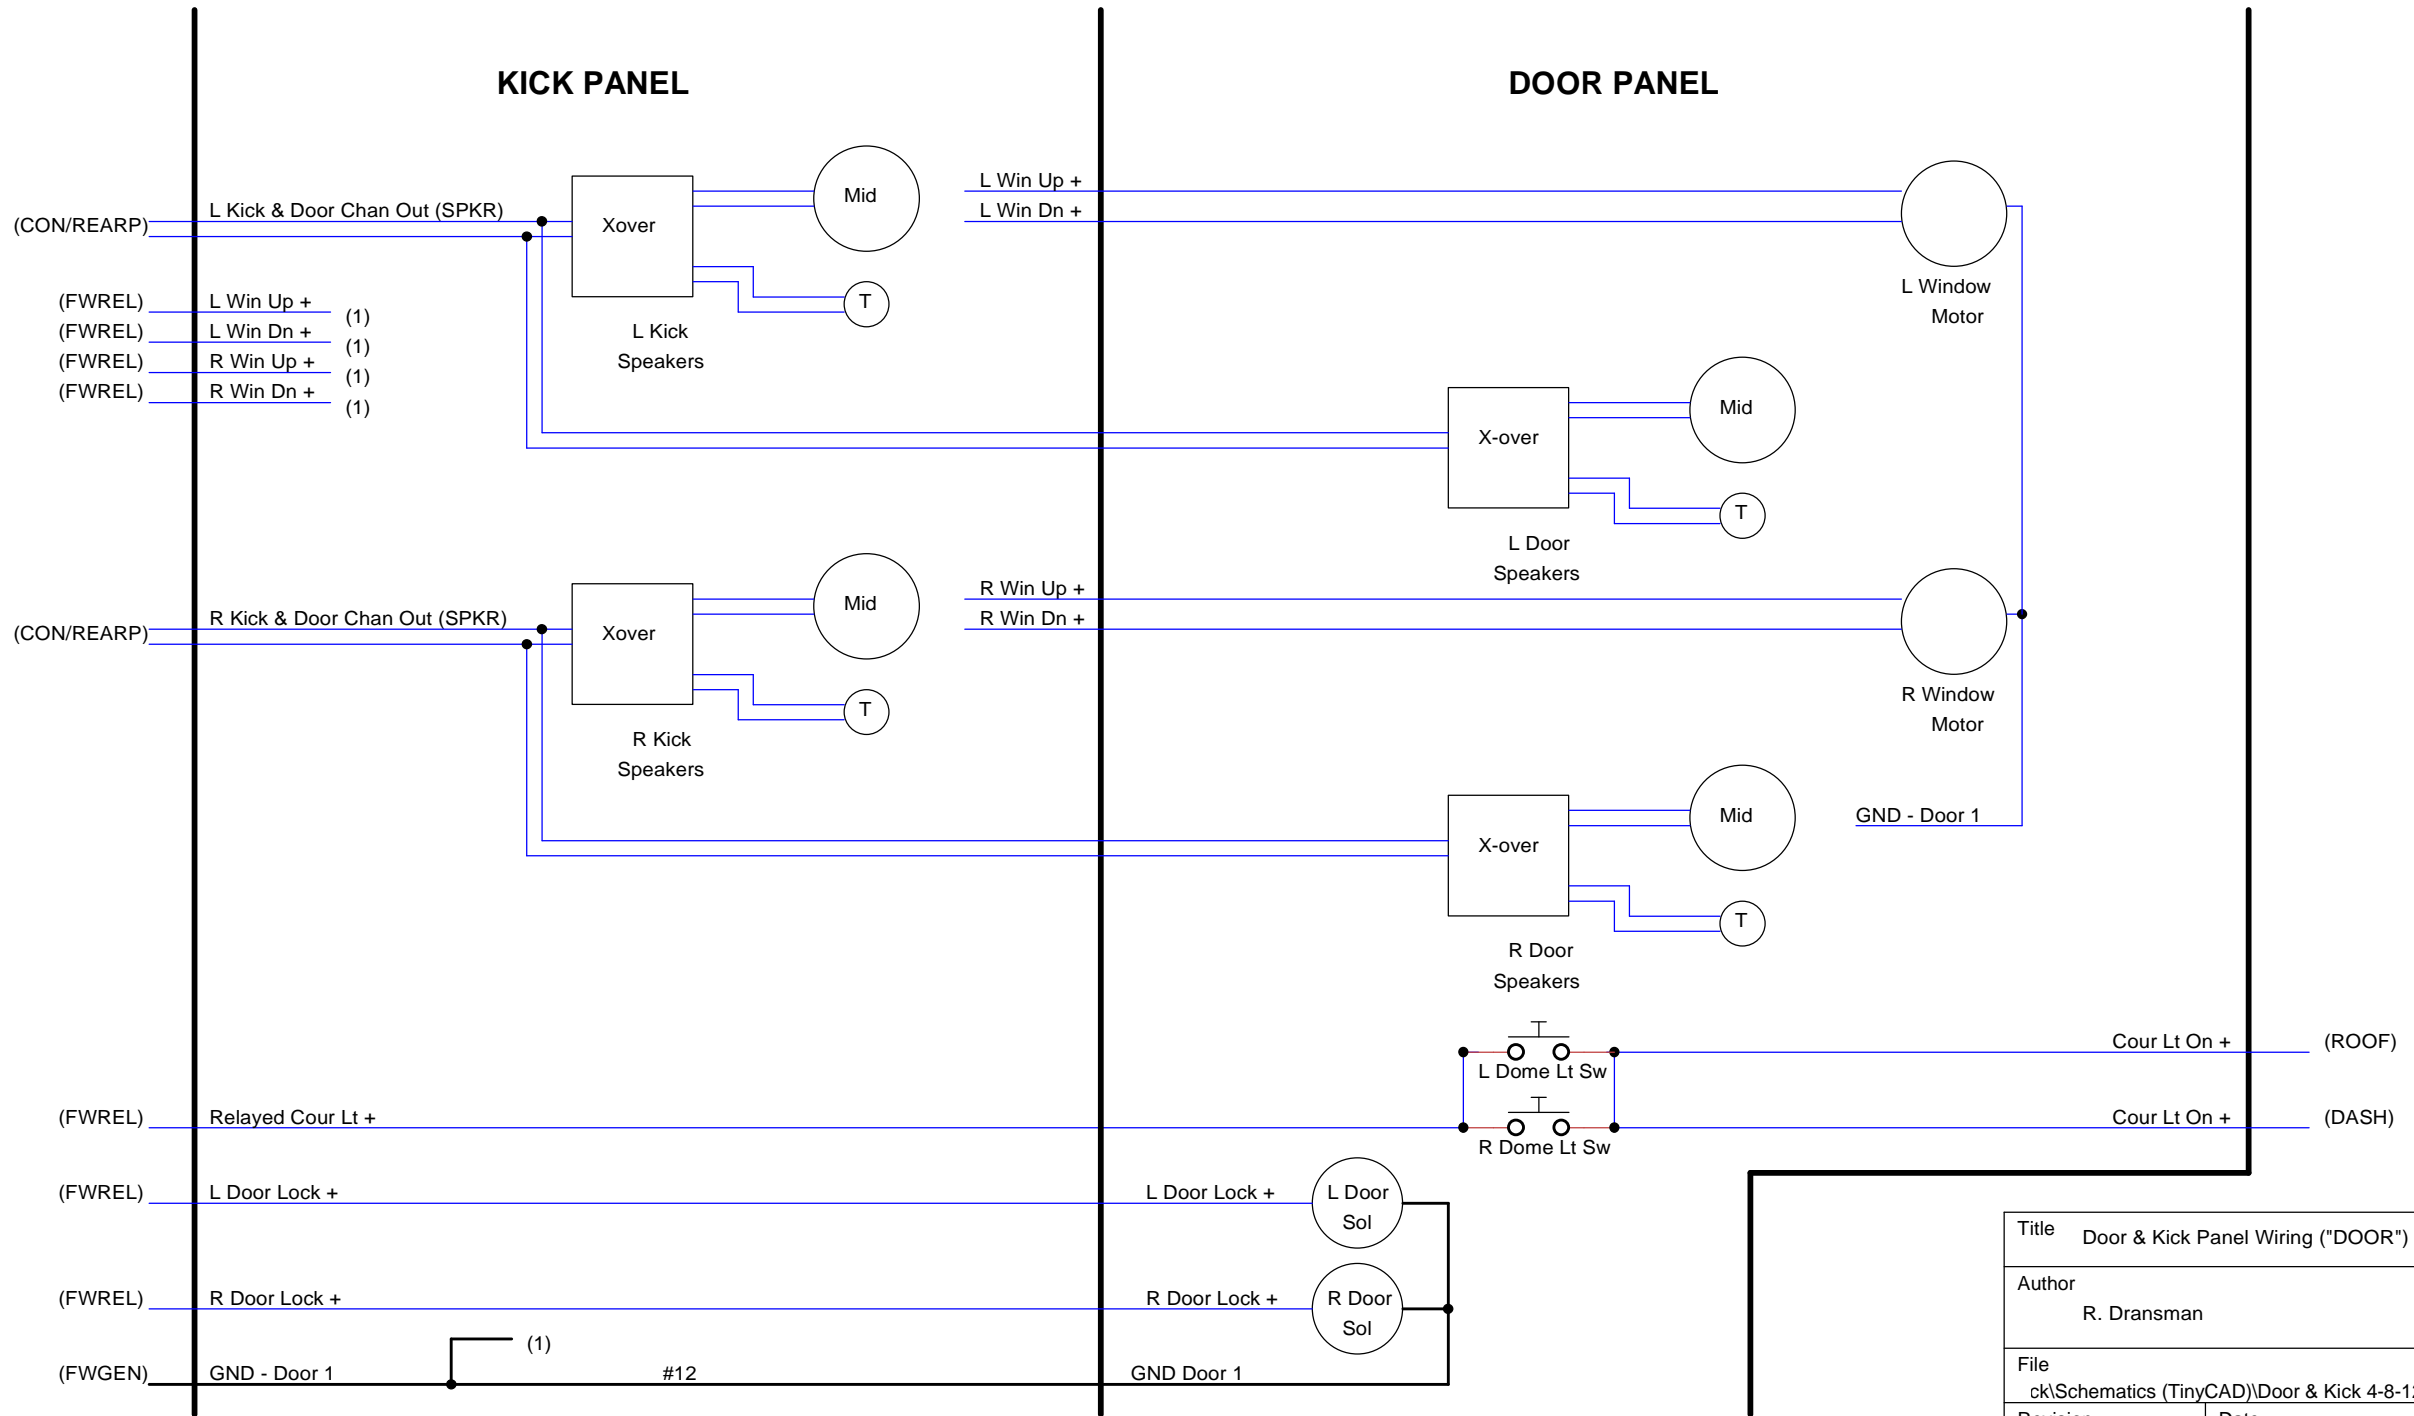 KICK PANEL
DOOR PANEL
(CON/REARP)
L Kick & Door Chan Out (SPKR)
Xover
Mid
T
L Kick
Speakers
L Win Up +
L Win Dn +
L Window
Motor
(FWREL) L Win Up + (1)
(FWREL) L Win Dn + (1)
(FWREL) R Win Up + (1)
(FWREL) R Win Dn + (1)
X-over
Mid
T
L Door
Speakers
(CON/REARP)
R Kick & Door Chan Out (SPKR)
Xover
Mid
T
R Kick
Speakers
R Win Up +
R Win Dn +
R Window
Motor
X-over
Mid
T
R Door
Speakers
GND - Door 1
L Dome Lt Sw
Cour Lt On + (ROOF)
(FWREL) Relayed Cour Lt +
R Dome Lt Sw
Cour Lt On + (DASH)
(FWREL) L Door Lock +
L Door Lock +
L Door
Sol
(FWREL) R Door Lock +
R Door Lock +
R Door
Sol
(1)
(FWGEN) GND - Door 1
#12
GND Door 1
Title Door & Kick Panel Wiring ("DOOR")
Author
R. Dransman
File
ck\Schematics (TinyCAD)\Door & Kick 4-8-12